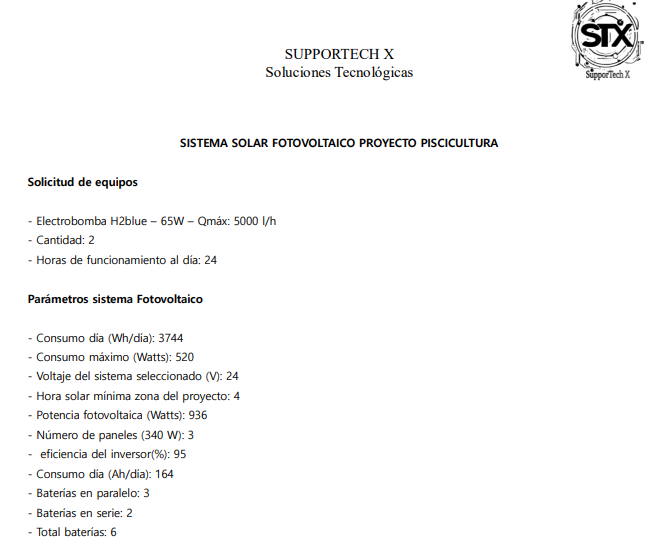 SUPPORTECH X
Soluciones Tecnológicas
STX
SupporTech X
SISTEMA SOLAR FOTOVOLTAICO PROYECTO PISCICULTURA
Solicitud de equipos
- Electrobomba H2blue – 65W – Qmáx: 5000 l/h
- Cantidad: 2
- Horas de funcionamiento al día: 24
Parámetros sistema Fotovoltaico
- Consumo día (Wh/día): 3744
- Consumo máximo (Watts): 520
- Voltaje del sistema seleccionado (V): 24
- Hora solar mínima zona del proyecto: 4
- Potencia fotovoltaica (Watts): 936
- Número de paneles (340 W): 3
- eficiencia del inversor(%): 95
- Consumo día (Ah/día): 164
- Baterías en paralelo: 3
- Baterías en serie: 2
- Total baterías: 6